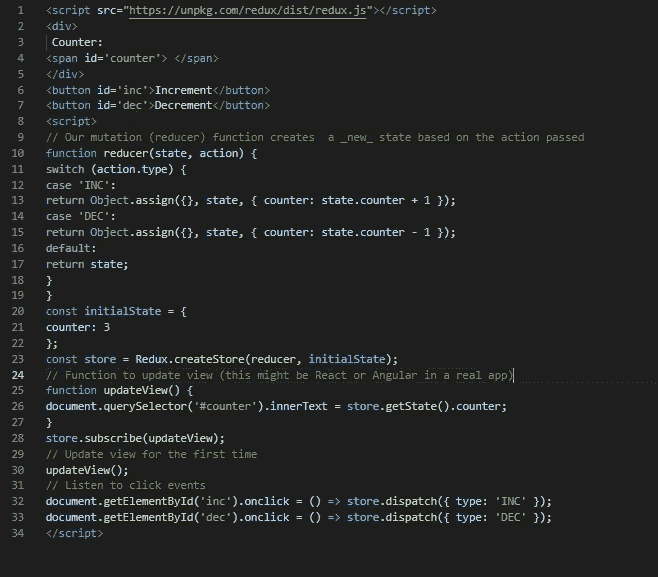 1 <script src="https://unpkg.com/redux/dist/redux.js"></script>
2 <div>
3 Counter:
4 <span id='counter'> </span>
5 </div>
6 <button id='inc'>Increment</button>
7 <button id='dec'>Decrement</button>
8 <script>
9 // Our mutation (reducer) function creates  a _new_ state based on the action passed
10 function reducer(state, action) {
11 switch (action.type) {
12 case 'INC':
13 return Object.assign({}, state, { counter: state.counter + 1 });
14 case 'DEC':
15 return Object.assign({}, state, { counter: state.counter - 1 });
16 default:
17 return state;
18 }
19 }
20 const initialState = {
21 counter: 3
22 };
23 const store = Redux.createStore(reducer, initialState);
24 // Function to update view (this might be React or Angular in a real app)
25 function updateView() {
26 document.querySelector('#counter').innerText = store.getState().counter;
27 }
28 store.subscribe(updateView);
29 // Update view for the first time
30 updateView();
31 // Listen to click events
32 document.getElementById('inc').onclick = () => store.dispatch({ type: 'INC' });
33 document.getElementById('dec').onclick = () => store.dispatch({ type: 'DEC' });
34 </script>